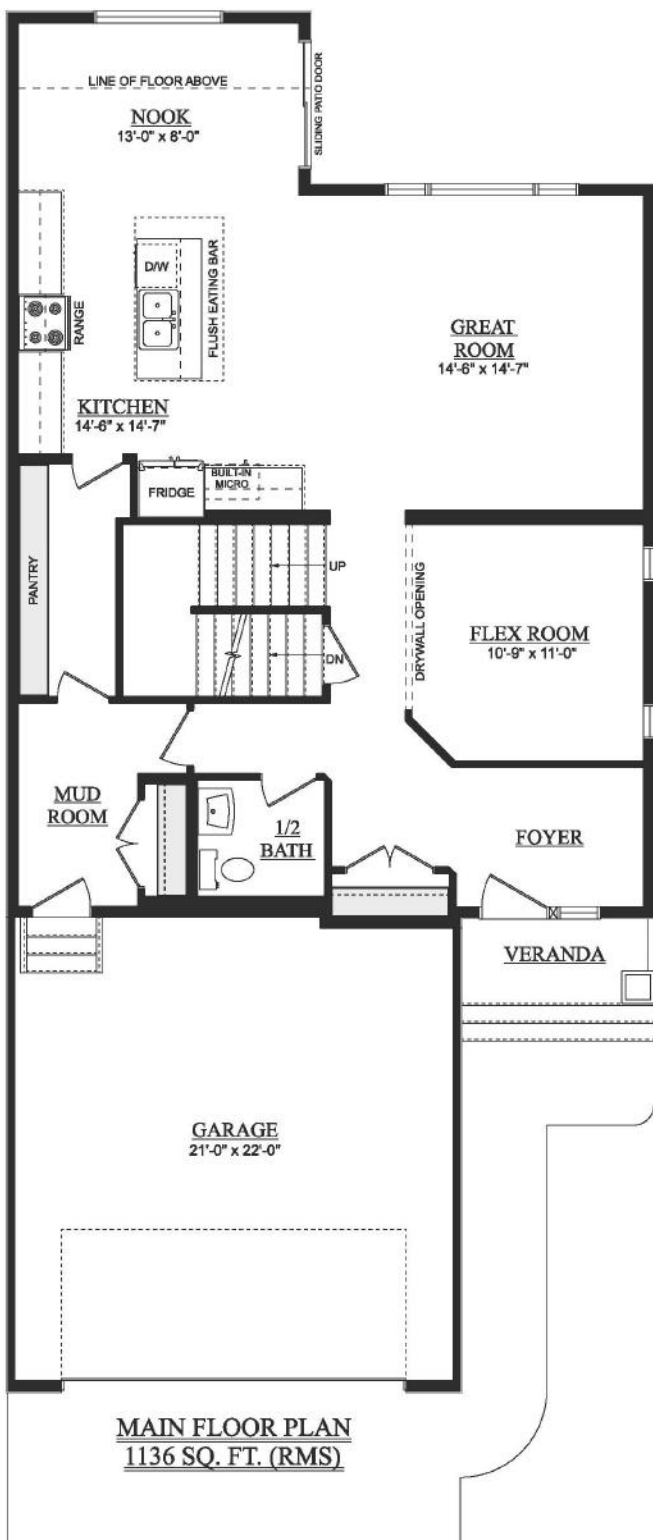 LINE OF FLOOR ABOVE
NOOK
13'-0" x 8'-0"
SLIDING PATIO DOOR
D/W
FLUSH EATING BAR
RANGE
GREAT
ROOM
14'-6" x 14'-7"
KITCHEN
14'-6" x 14'-7"
FRIDGE
BUILT-IN
MICRO
PANTRY
UP
DN
DRYWALL OPENING
FLEX ROOM
10'-9" x 11'-0"
MUD
ROOM
1/2
BATH
FOYER
VERANDA
GARAGE
21'-0" x 22'-0"
MAIN FLOOR PLAN
1136 SQ. FT. (RMS)